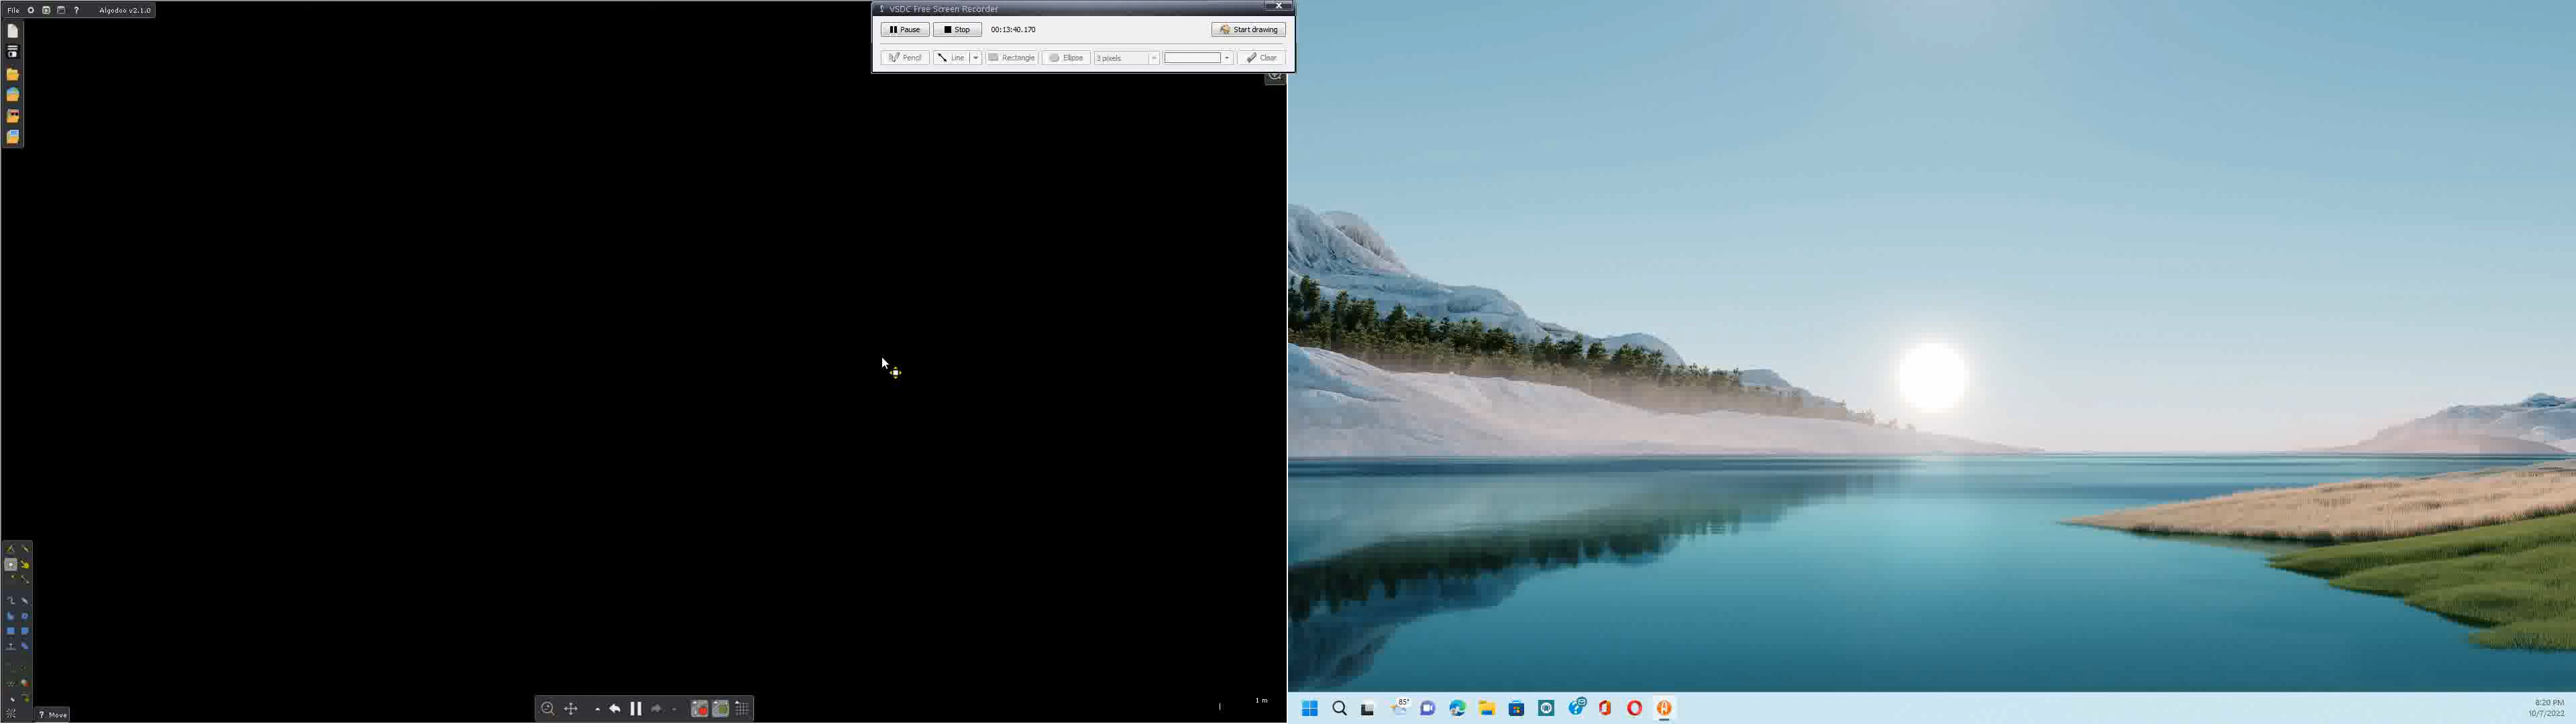 File ? Algodoo v2.1.0
VSDC Free Screen Recorder
Pause Stop 00:13:40.170 Start drawing
Pencil Line Rectangle Ellipse 3 pixels Clear
? Move
1 m
85°
8:20 PM
10/7/2022